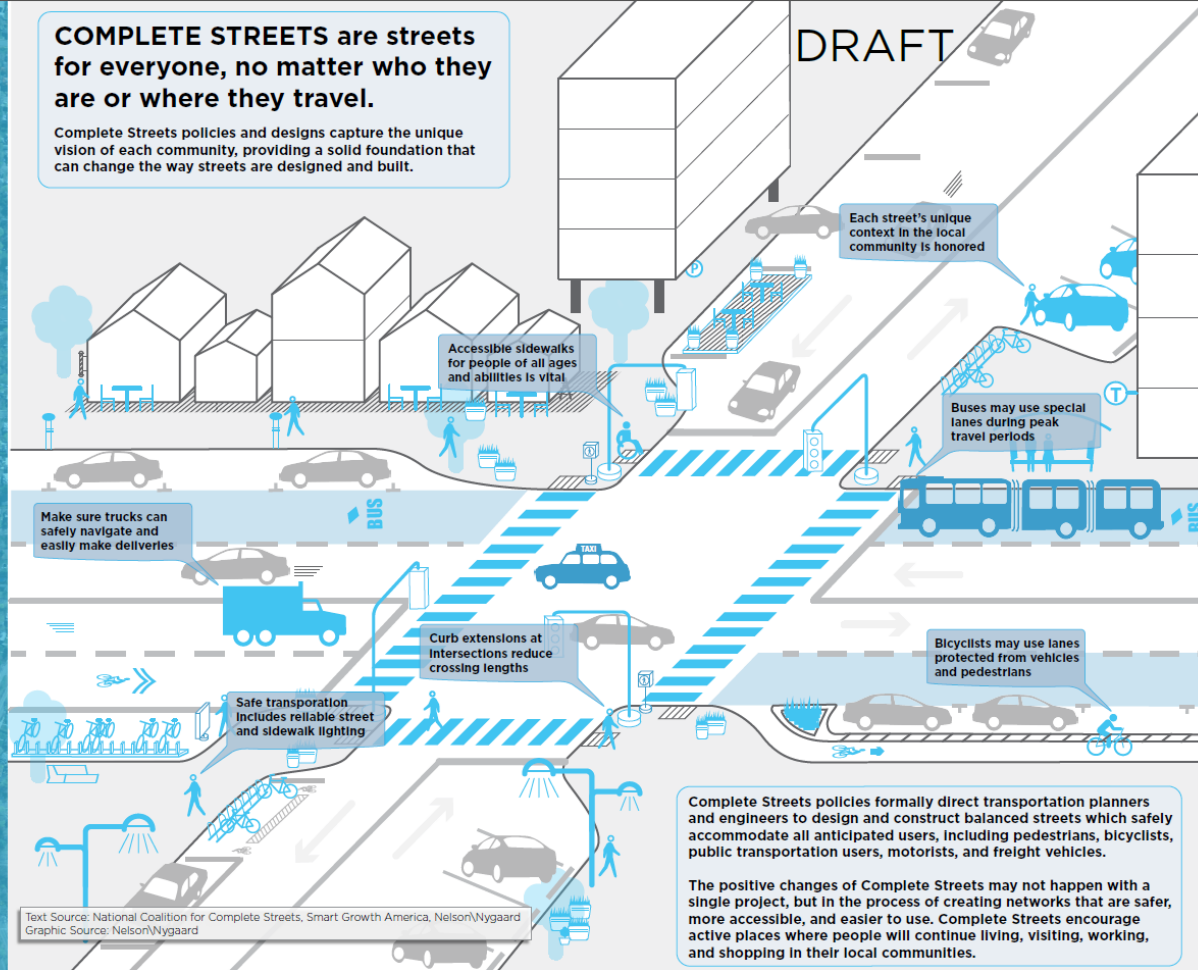 COMPLETE STREETS are streets
for everyone, no matter who they
are or where they travel.
Complete Streets policies and designs capture the unique
vision of each community, providing a solid foundation that
can change the way streets are designed and built.
DRAFT
Each street's unique
context in the local
community is honored
P
Accessible sidewalks
for people of all ages
and abilities is vital
T
Buses may use special
lanes during peak
travel periods
BUS
BUS
Make sure trucks can
safely navigate and
easily make deliveries
TAXI
Curb extensions at
intersections reduce
crossing lengths
Bicyclists may use lanes
protected from vehicles
and pedestrians
Safe transporation
includes reliable street
and sidewalk lighting
Complete Streets policies formally direct transportation planners
and engineers to design and construct balanced streets which safely
accommodate all anticipated users, including pedestrians, bicyclists,
public transportation users, motorists, and freight vehicles.
The positive changes of Complete Streets may not happen with a
single project, but in the process of creating networks that are safer,
more accessible, and easier to use. Complete Streets encourage
active places where people will continue living, visiting, working,
and shopping in their local communities.
Text Source: National Coalition for Complete Streets, Smart Growth America, Nelson\Nygaard
Graphic Source: Nelson\Nygaard